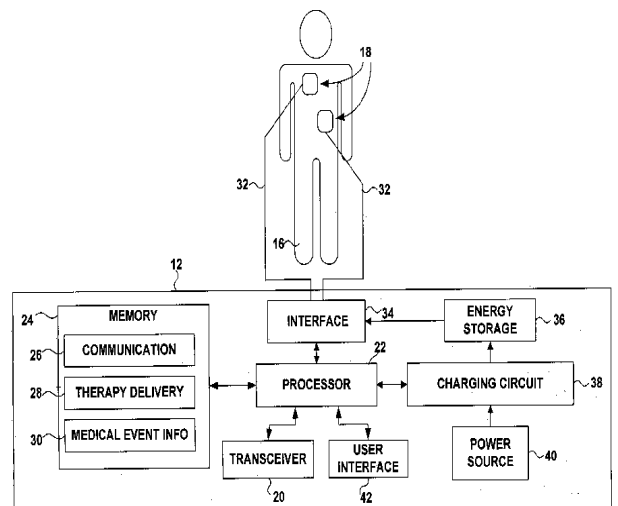 18
32
32
16
12
24
MEMORY
34
INTERFACE
ENERGY
STORAGE
36
26
COMMUNICATION
22
28
THERAPY DELIVERY
PROCESSOR
CHARGING CIRCUIT
38
30
MEDICAL EVENT INFO
TRANSCEIVER
20
USER
INTERFACE
42
POWER
SOURCE
40